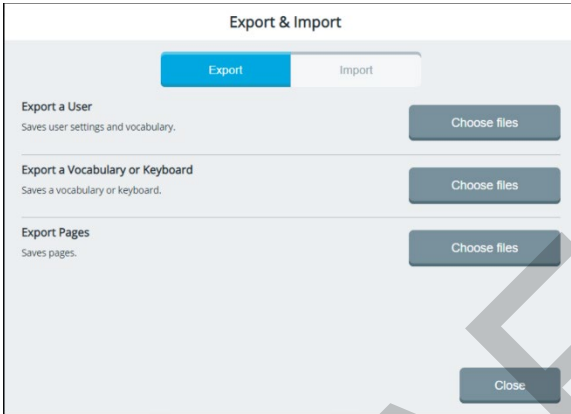 Export & Import
Export Import
Export a User
Saves user settings and vocabulary.
Choose files
Export a Vocabulary or Keyboard
Saves a vocabulary or keyboard.
Choose files
Export Pages
Saves pages.
Choose files
Close